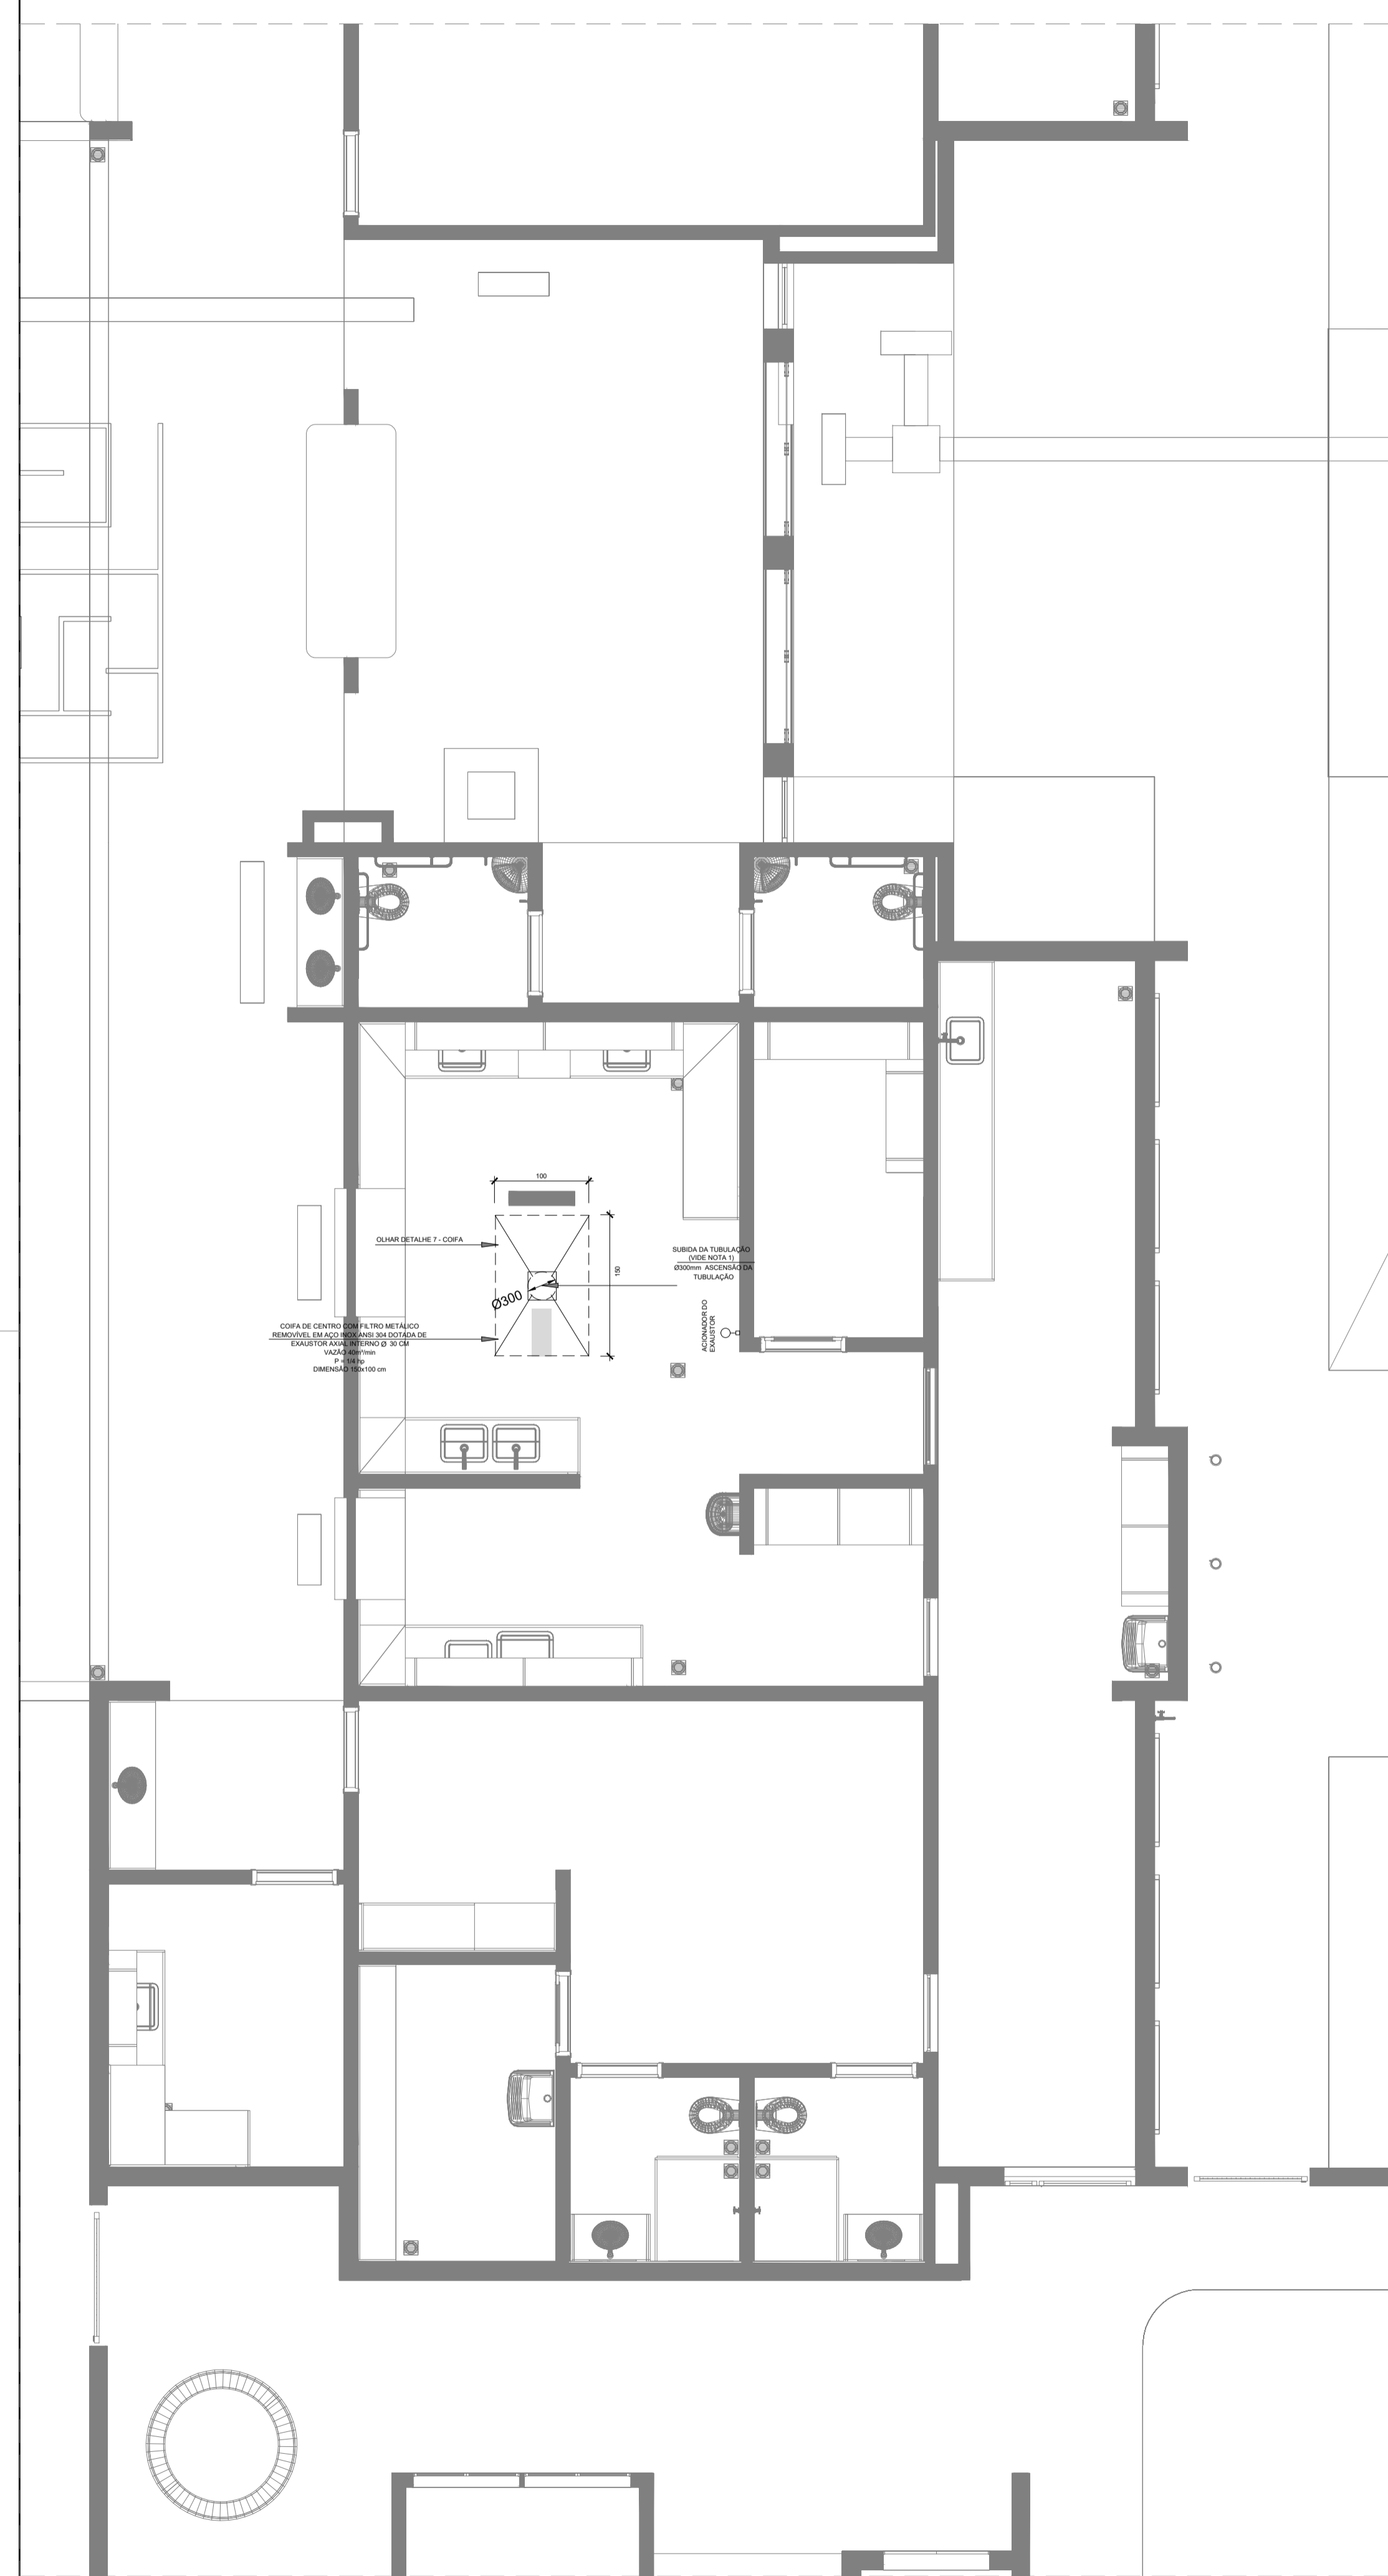 100
OLHAR DETALHE 7 - COIFA
150
SUBIDA DA TUBULAÇÃO
(VIDE NOTA 1)
Ø300mm ASCENSÃO DA
TUBULAÇÃO
Ø300
ACIONADOR DO
EXAUSTOR.
COIFA DE CENTRO COM FILTRO METÁLICO
REMOVÍVEL EM AÇO INOX ANSI 304 DOTADA DE
EXAUSTOR AXIAL INTERNO Ø 30 CM
VAZÃO 40m³/min
P = 1/4 hp
DIMENSÃO 150x100 cm